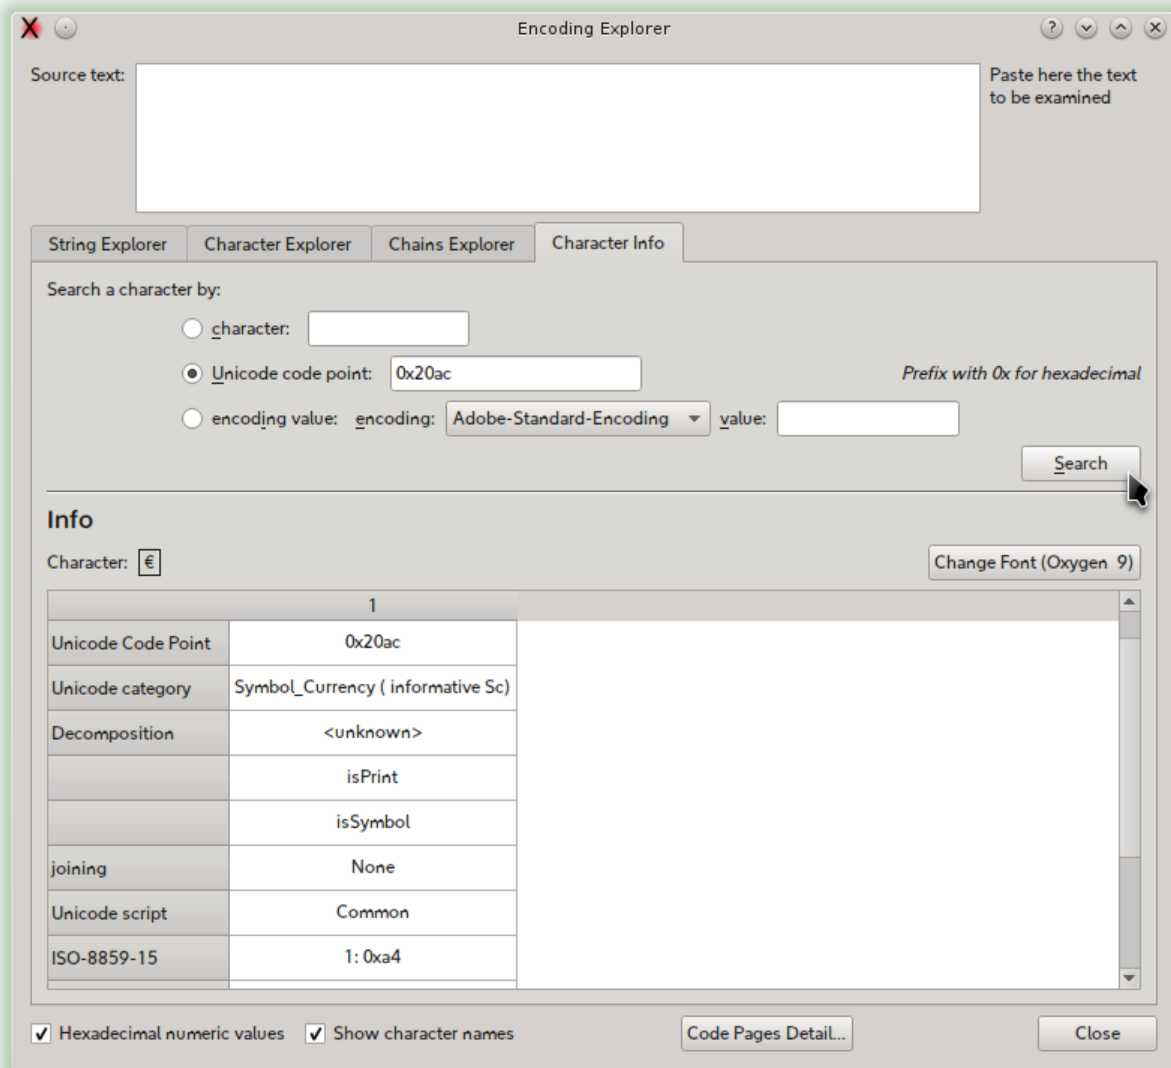 Encoding Explorer
Source text:
Paste here the text
to be examined
String Explorer
Character Explorer
Chains Explorer
Character Info
Search a character by:
character:
Unicode code point: 0x20ac Prefix with 0x for hexadecimal
encoding value: encoding: Adobe-Standard-Encoding value:
Search
Info
Character: €
Change Font (Oxygen 9)
1
Unicode Code Point 0x20ac
Unicode category Symbol_Currency ( informative Sc)
Decomposition <unknown>
isPrint
isSymbol
joining None
Unicode script Common
ISO-8859-15 1: 0xa4
Hexadecimal numeric values
Show character names
Code Pages Detail...
Close